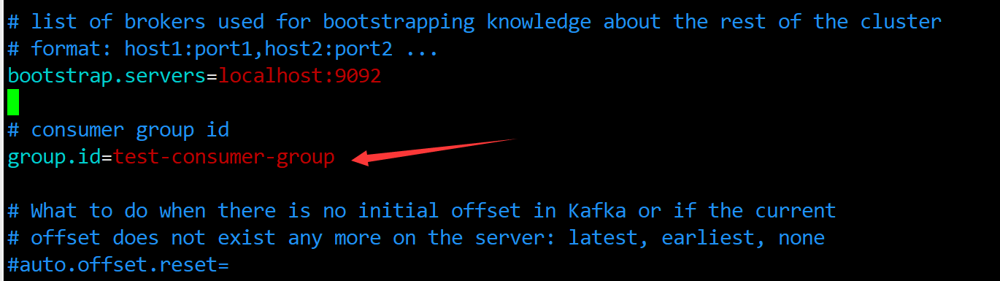 # list of brokers used for bootstrapping knowledge about the rest of the cluster
# format: host1:port1,host2:port2 ...
bootstrap.servers=localhost:9092
# consumer group id
group.id=test-consumer-group
# What to do when there is no initial offset in Kafka or if the current
# offset does not exist any more on the server: latest, earliest, none
#auto.offset.reset=